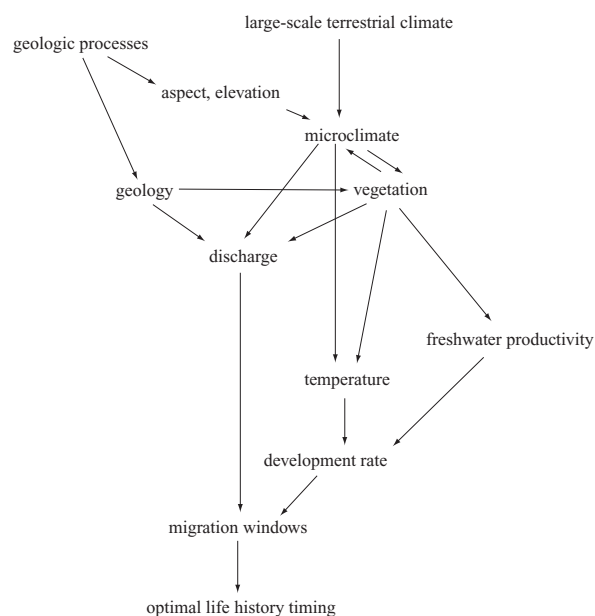 large-scale terrestrial climate
geologic processes
aspect, elevation
microclimate
geology
vegetation
discharge
freshwater productivity
temperature
development rate
migration windows
optimal life history timing